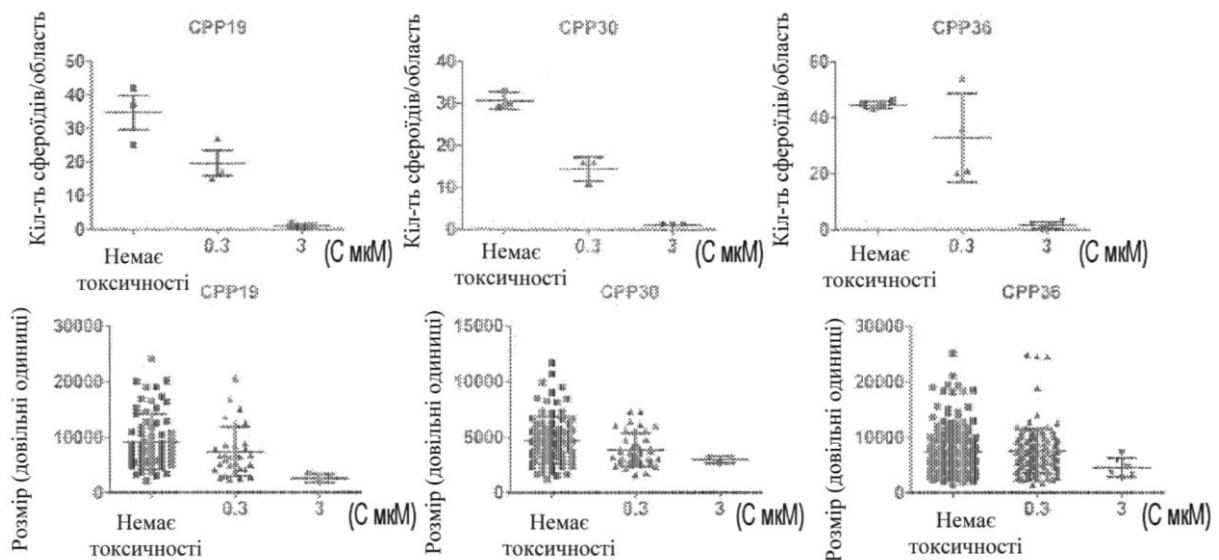 CPP19
Кіл-ть сфероїдів/область
50
40
30
20
10
0
Немає
токсичності
0.3
3
(С мкМ)
CPP30
Кіл-ть сфероїдів/область
40
30
20
10
0
Немає
токсичності
0.3
3
(С мкМ)
CPP36
Кіл-ть сфероїдів/область
60
40
20
0
Немає
токсичності
0.3
3
(С мкМ)
CPP19
Розмір (довільні одиниці)
30000
20000
10000
0
Немає
токсичності
0.3
3
(С мкМ)
CPP30
Розмір (довільні одиниці)
15000
10000
5000
0
Немає
токсичності
0.3
3
(С мкМ)
CPP36
Розмір (довільні одиниці)
30000
20000
10000
0
Немає
токсичності
0.3
3
(С мкМ)